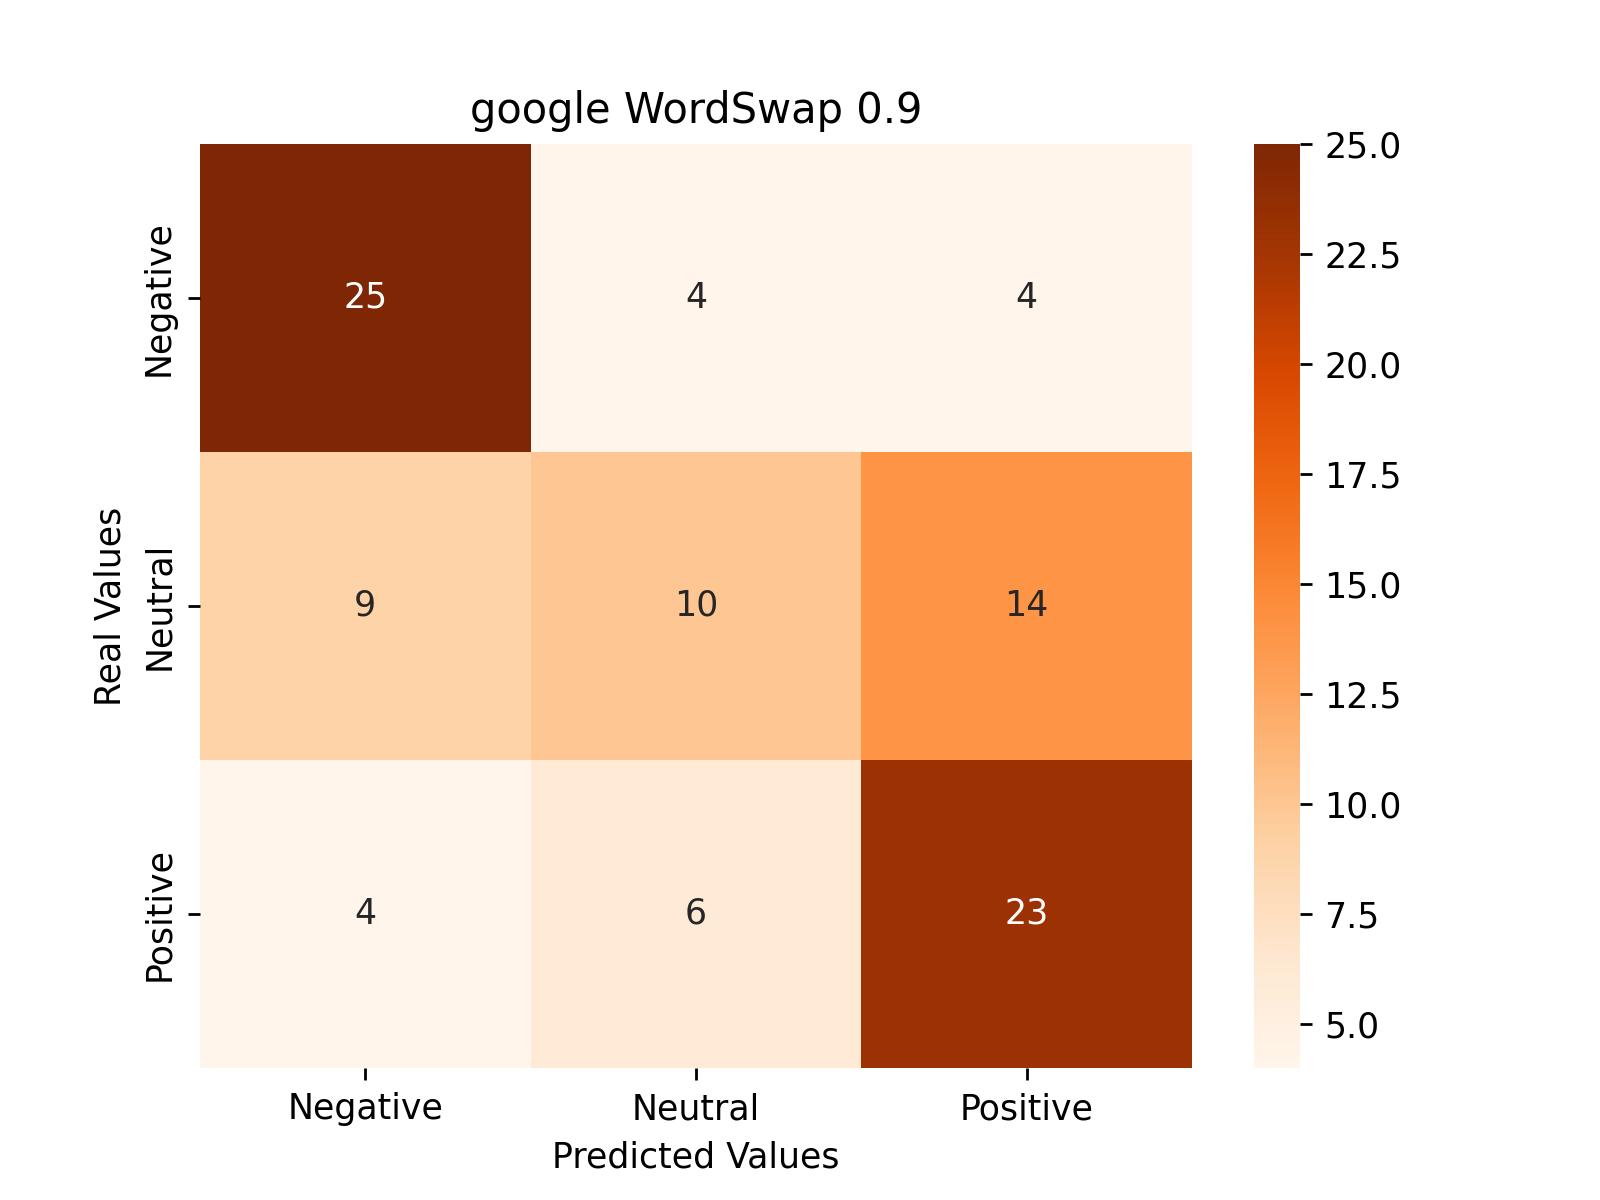 google WordSwap 0.9
Real Values
Negative
25 4 4
Neutral
9 10 14
Positive
4 6 23
Negative Neutral Positive
Predicted Values
25.0
22.5
20.0
17.5
15.0
12.5
10.0
7.5
5.0